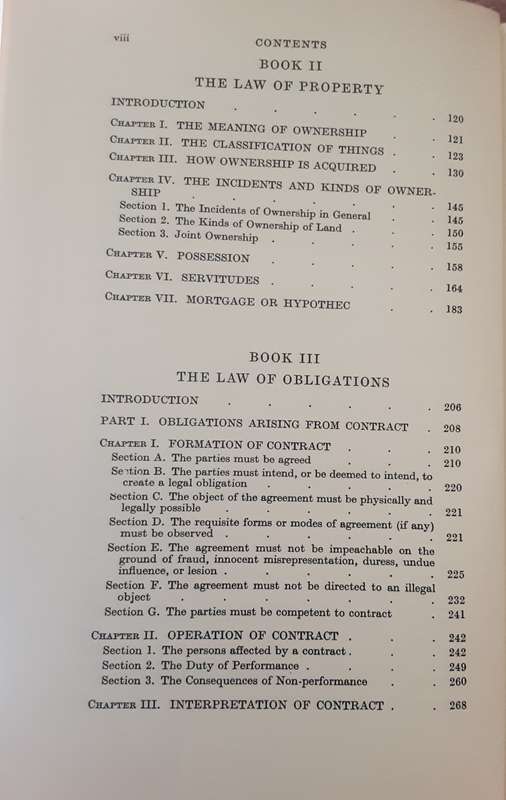 viii CONTENTS
BOOK II
THE LAW OF PROPERTY
INTRODUCTION . . . . . . 120
CHAPTER I. THE MEANING OF OWNERSHIP . . 121
CHAPTER II. THE CLASSIFICATION OF THINGS . . 123
CHAPTER III. HOW OWNERSHIP IS ACQUIRED . . 130
CHAPTER IV. THE INCIDENTS AND KINDS OF OWNER-
SHIP . . . . . . . 145
Section 1. The Incidents of Ownership in General . . 145
Section 2. The Kinds of Ownership of Land . . . 150
Section 3. Joint Ownership . . . . . 155
CHAPTER V. POSSESSION . . . . . 158
CHAPTER VI. SERVITUDES . . . . . 164
CHAPTER VII. MORTGAGE OR HYPOTHEC . . 183
BOOK III
THE LAW OF OBLIGATIONS
INTRODUCTION . . . . . . 206
PART I. OBLIGATIONS ARISING FROM CONTRACT . 208
CHAPTER I. FORMATION OF CONTRACT . . . 210
Section A. The parties must be agreed . . . 210
Section B. The parties must intend, or be deemed to intend, to
create a legal obligation . . . . . 220
Section C. The object of the agreement must be physically and
legally possible . . . . . . 221
Section D. The requisite forms or modes of agreement (if any)
must be observed . . . . . . 221
Section E. The agreement must not be impeachable on the
ground of fraud, innocent misrepresentation, duress, undue
influence, or lesion . . . . . . 225
Section F. The agreement must not be directed to an illegal
object . . . . . . . 232
Section G. The parties must be competent to contract . 241
CHAPTER II. OPERATION OF CONTRACT . . . 242
Section 1. The persons affected by a contract . . . 242
Section 2. The Duty of Performance . . . . 249
Section 3. The Consequences of Non-performance . . 260
CHAPTER III. INTERPRETATION OF CONTRACT . . 268